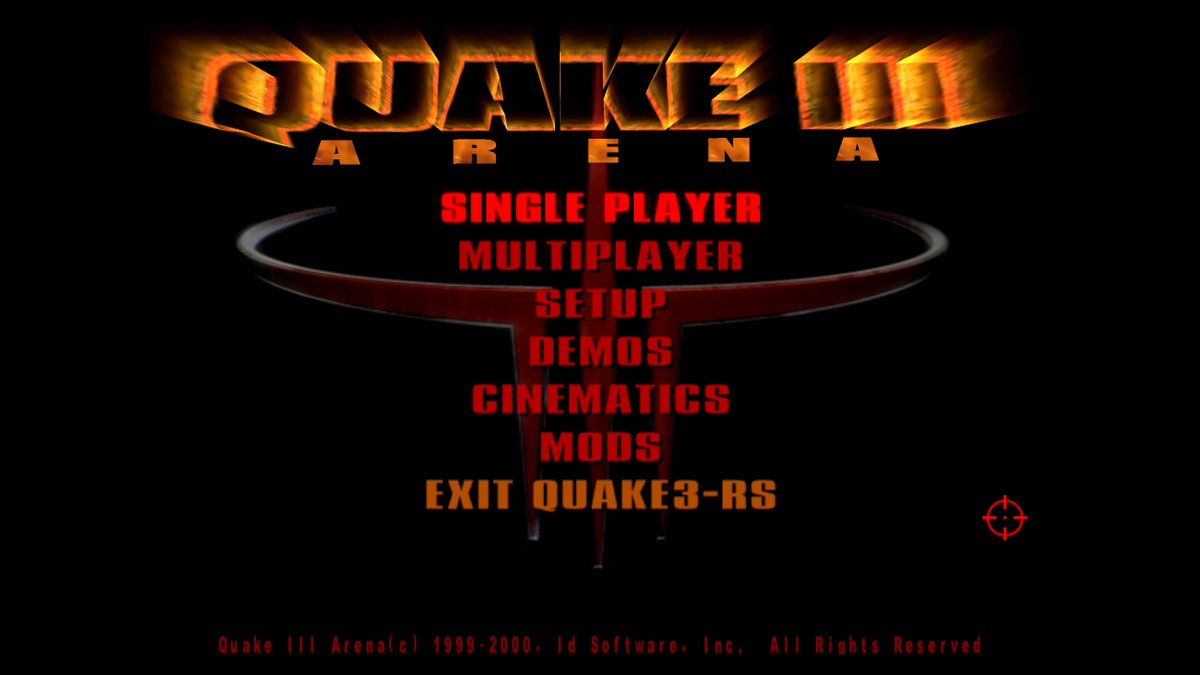 QUAKE III
ARENA
SINGLE PLAYER
MULTIPLAYER
SETUP
DEMOS
CINEMATICS
MODS
EXIT QUAKE3-RS
Quake III Arena(c) 1999-2000, Id Software, Inc. All Rights Reserved